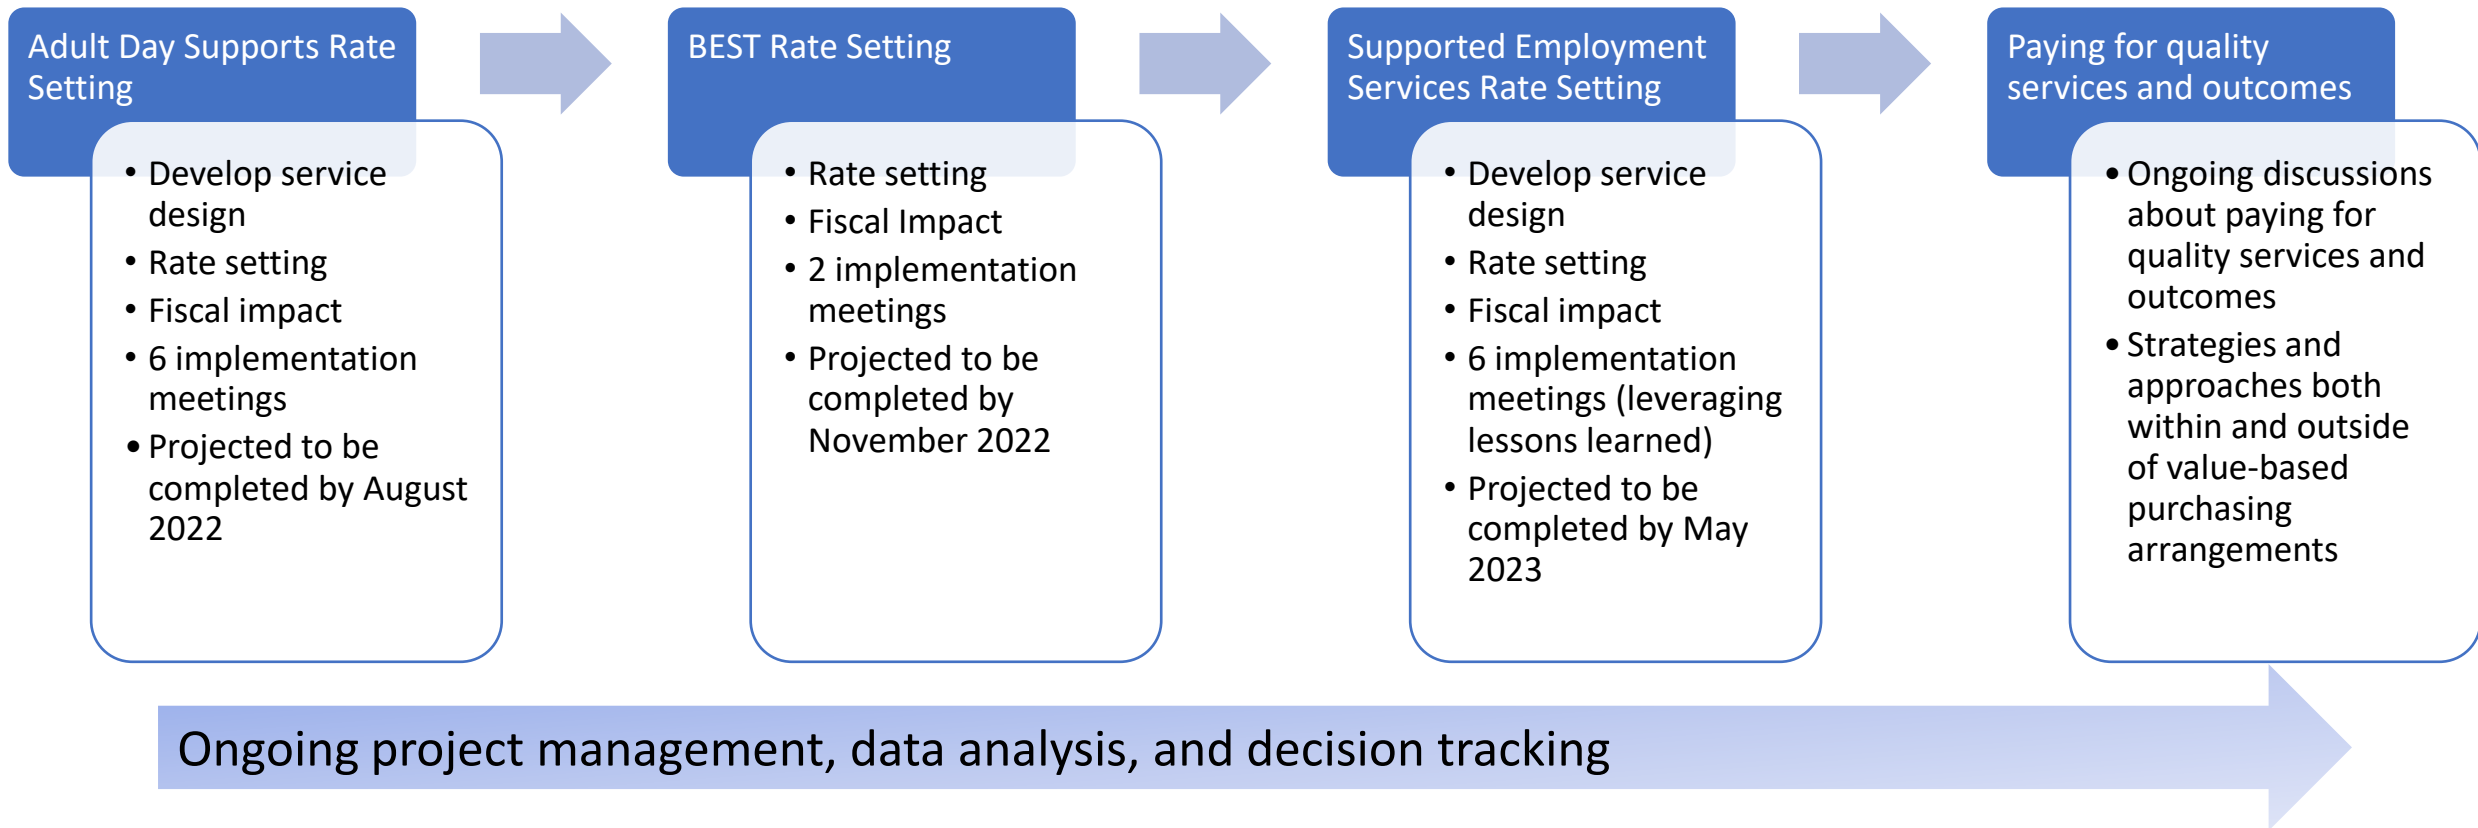 Adult Day Supports Rate
Setting
• Develop service
design
• Rate setting
• Fiscal impact
• 6 implementation
meetings
• Projected to be
completed by August
2022
BEST Rate Setting
• Rate setting
• Fiscal Impact
• 2 implementation
meetings
• Projected to be
completed by
November 2022
Supported Employment
Services Rate Setting
• Develop service
design
• Rate setting
• Fiscal impact
• 6 implementation
meetings (leveraging
lessons learned)
• Projected to be
completed by May
2023
Paying for quality
services and outcomes
• Ongoing discussions
about paying for
quality services and
outcomes
• Strategies and
approaches both
within and outside
of value-based
purchasing
arrangements
Ongoing project management, data analysis, and decision tracking